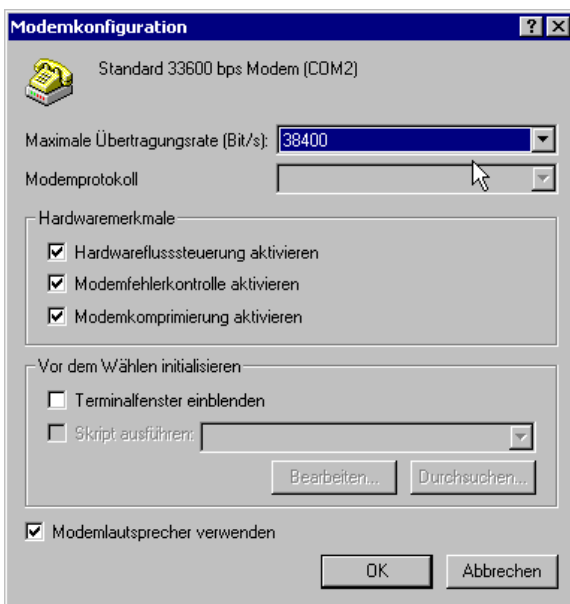 Modemkonfiguration
Standard 33600 bps Modem (COM2)
Maximale Übertragungsrate (Bit/s): 38400
Modemprotokoll
Hardwaremerkmale
Hardwareflusssteuerung aktivieren
Modemfehlerkontrolle aktivieren
Modemkomprimierung aktivieren
Vor dem Wählen initialisieren
Terminalfenster einblenden
Skript ausführen:
Bearbeiten... Durchsuchen...
Modemlautsprecher verwenden
OK Abbrechen